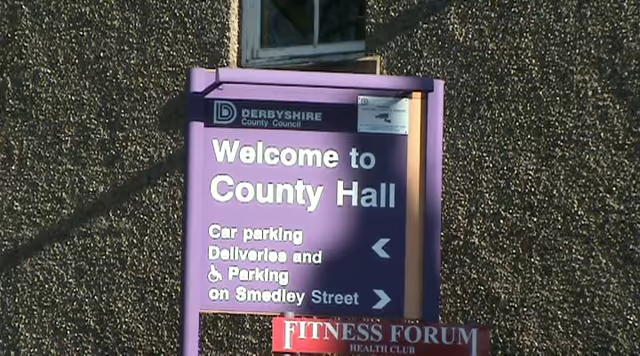 DERBYSHIRE
County Council
Welcome to
County Hall
Car parking
Deliveries and
Parking
on Smedley Street
FITNESS FORUM
HEALTH CLUB